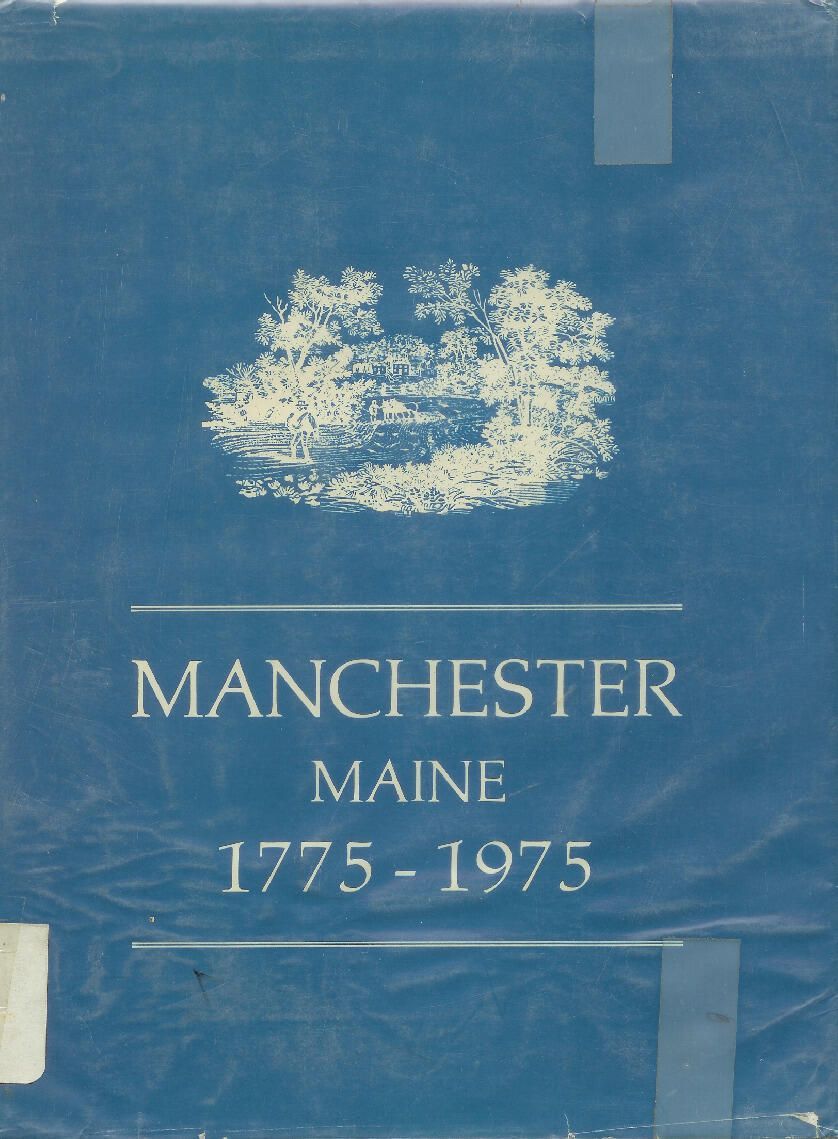 MANCHESTER
MAINE
1775 - 1975